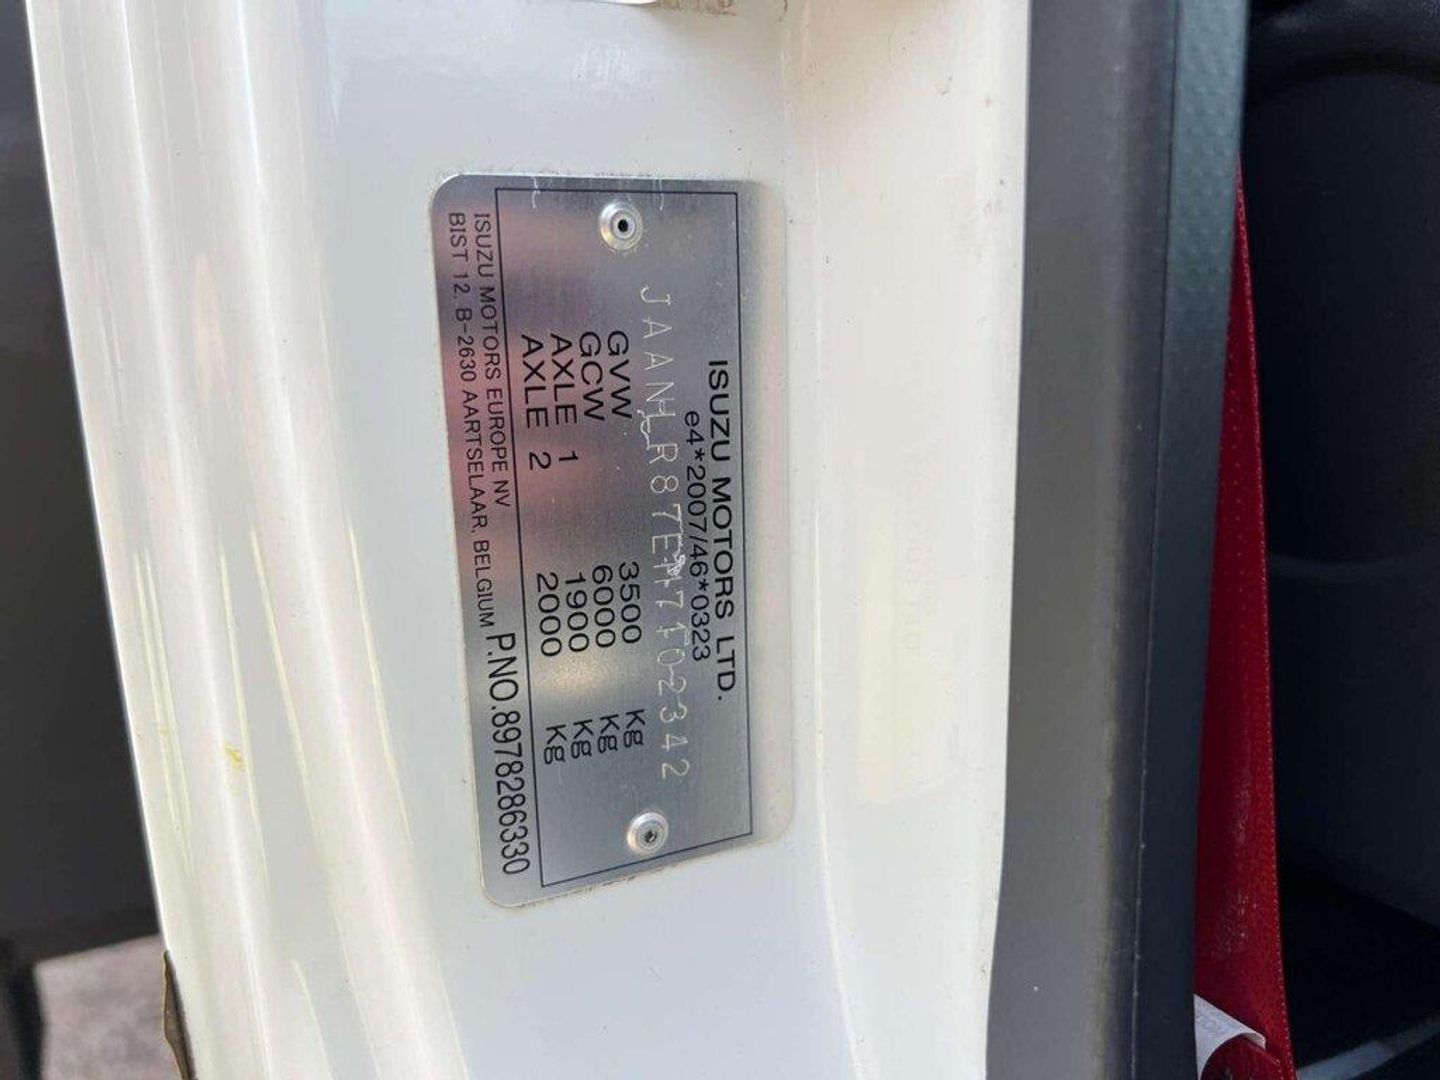 ISUZU MOTORS LTD.
e4*2007/46*0323
JAANLR87EH7102342
GVW 3500 Kg
GCW 6000 Kg
AXLE 1 1900 Kg
AXLE 2 2000 Kg
ISUZU MOTORS EUROPE NV
BIST 12. B-2630 AARTSELAAR, BELGIUM P.NO.8978286330